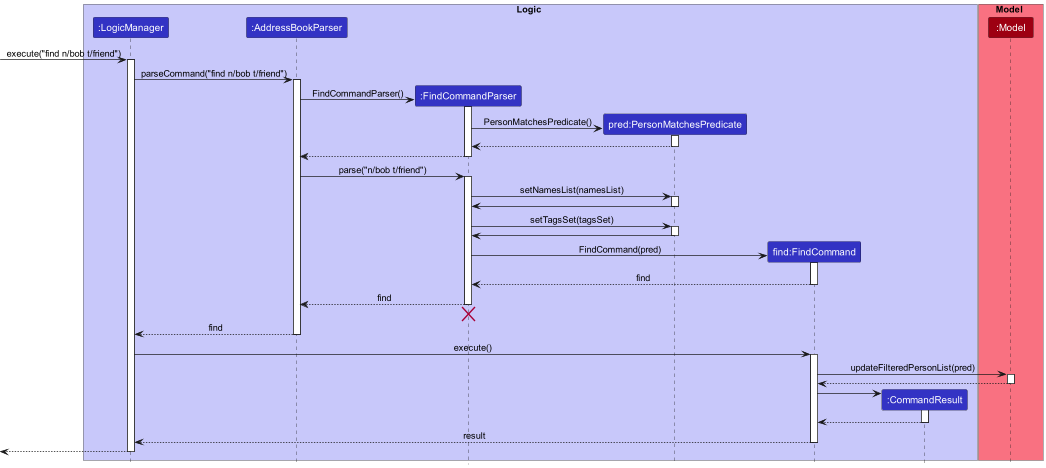 Logic
Model
:LogicManager
:AddressBookParser
:Model
execute("find n/bob t/friend")
parseCommand("find n/bob t/friend")
FindCommandParser()
:FindCommandParser
PersonMatchesPredicate()
pred:PersonMatchesPredicate
parse("n/bob t/friend")
setNamesList(namesList)
setTagsSet(tagsSet)
FindCommand(pred)
find:FindCommand
find
find
find
execute()
updateFilteredPersonList(pred)
:CommandResult
result